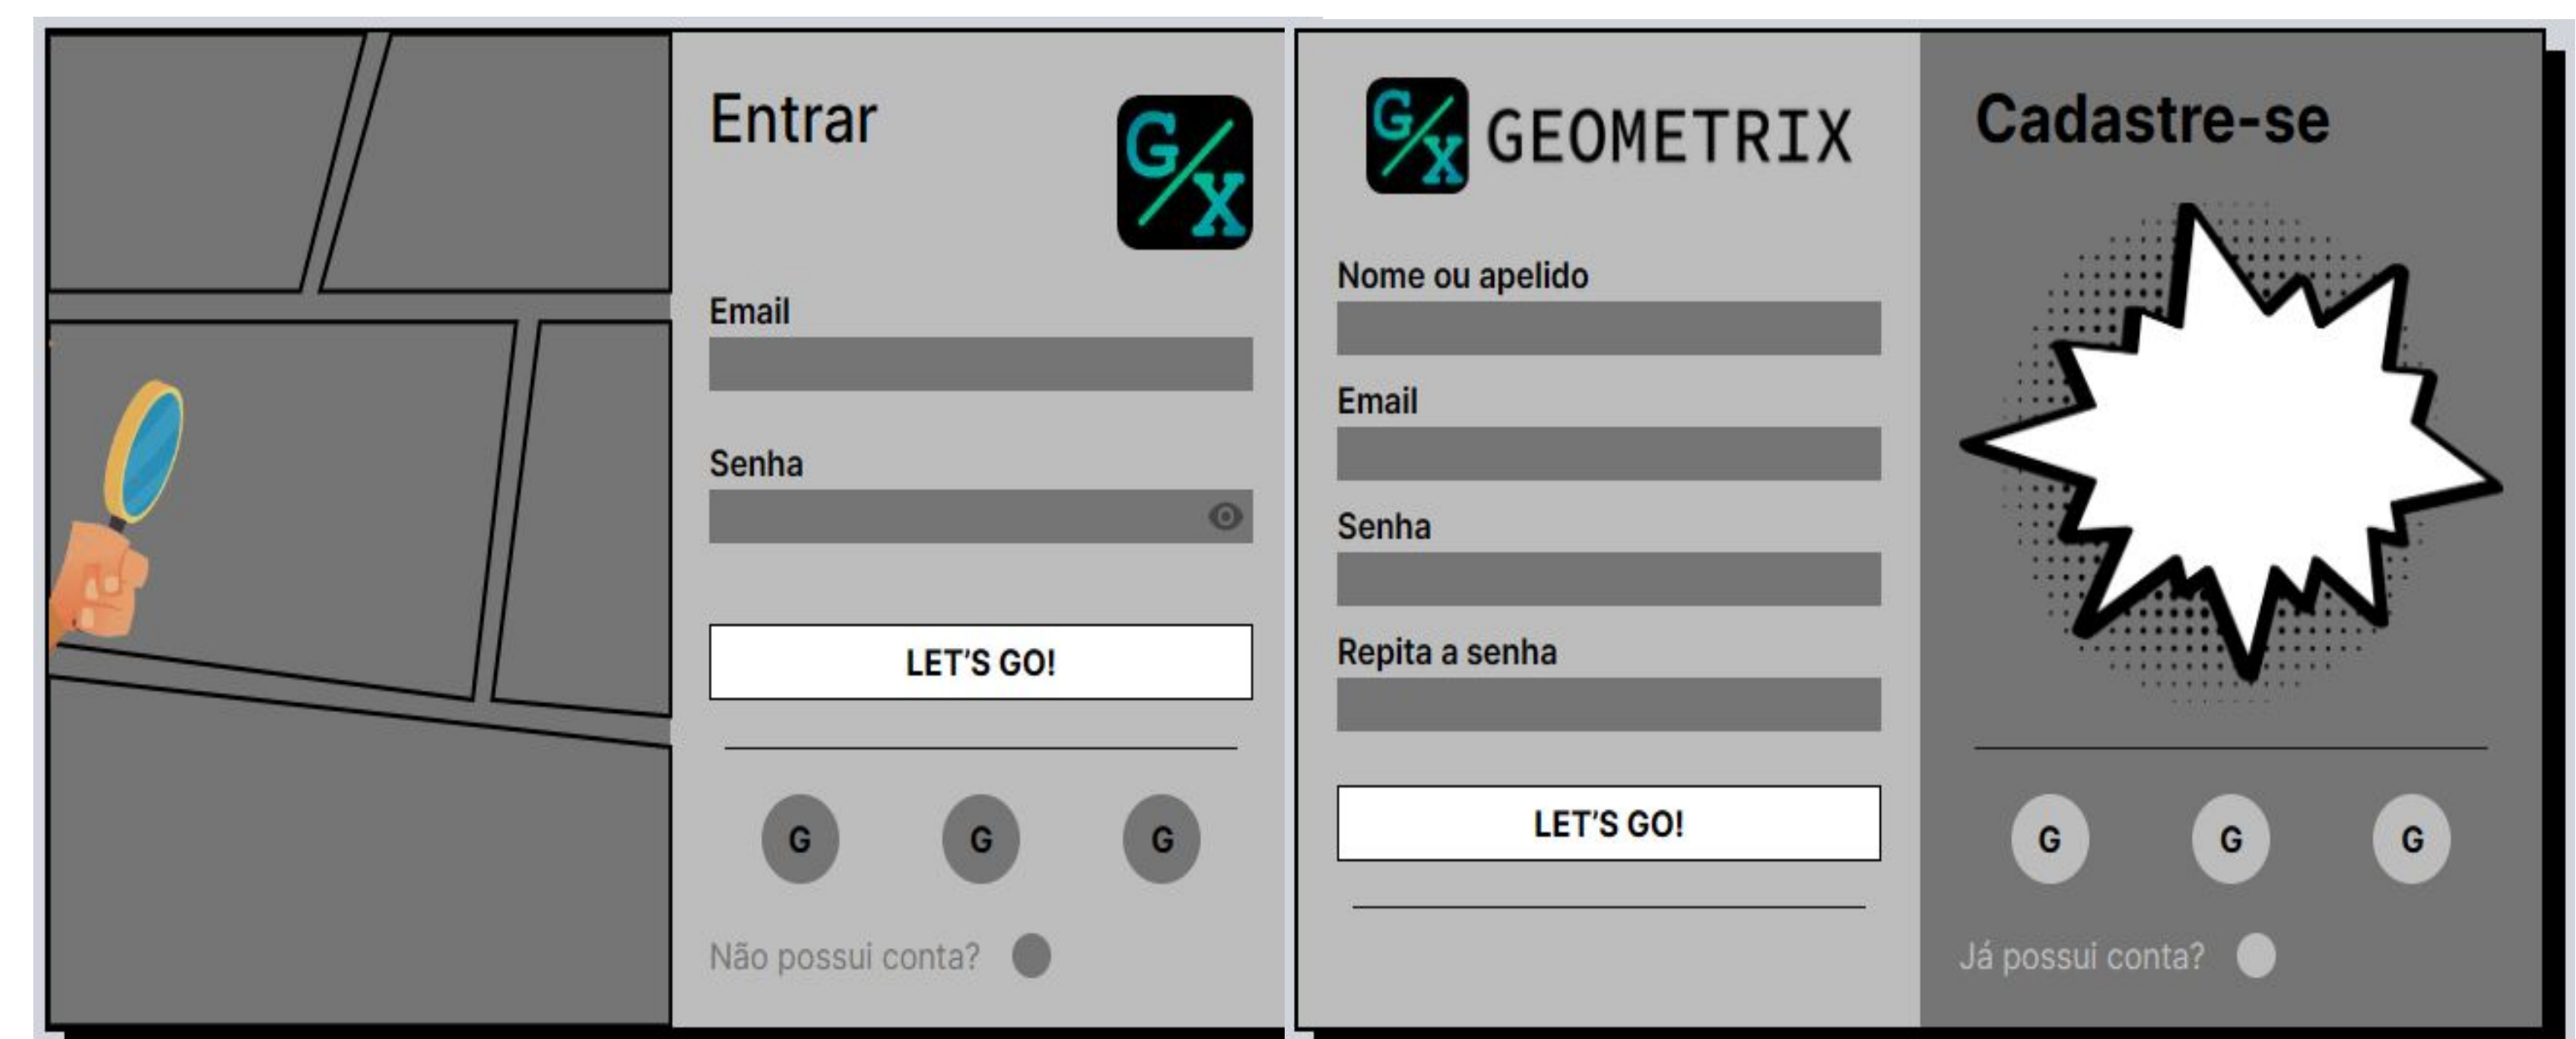 Entrar
G/X
Email
Senha
LET'S GO!
G G G
Não possui conta?
G/X GEOMETRIX
Nome ou apelido
Email
Senha
Repita a senha
LET'S GO!
Cadastre-se
G G G
Já possui conta?